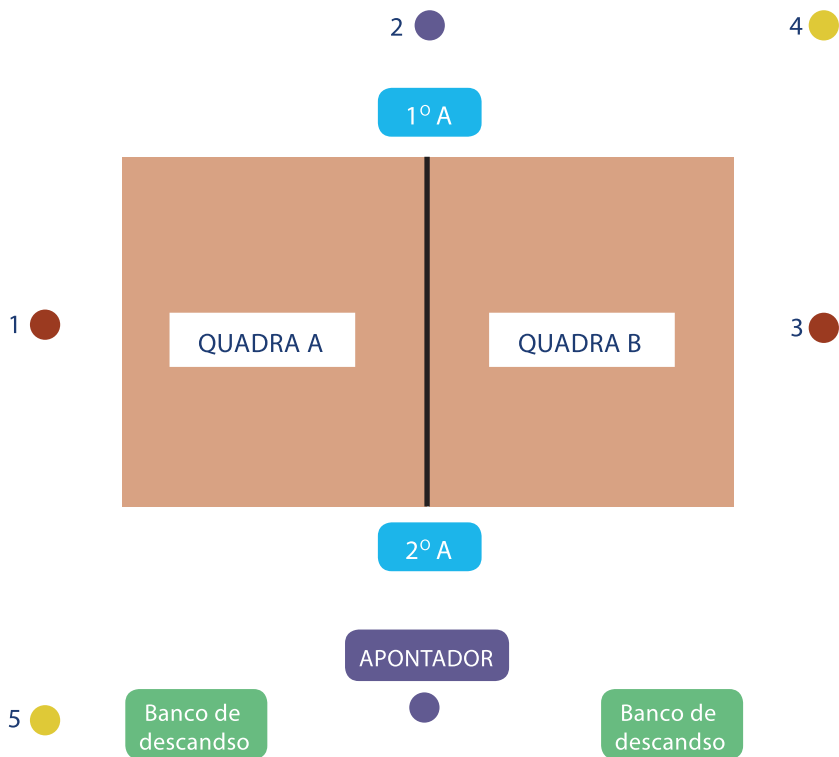 2
4
1º A
1
QUADRA A
QUADRA B
3
2º A
APONTADOR
5
Banco de
descandso
Banco de
descandso